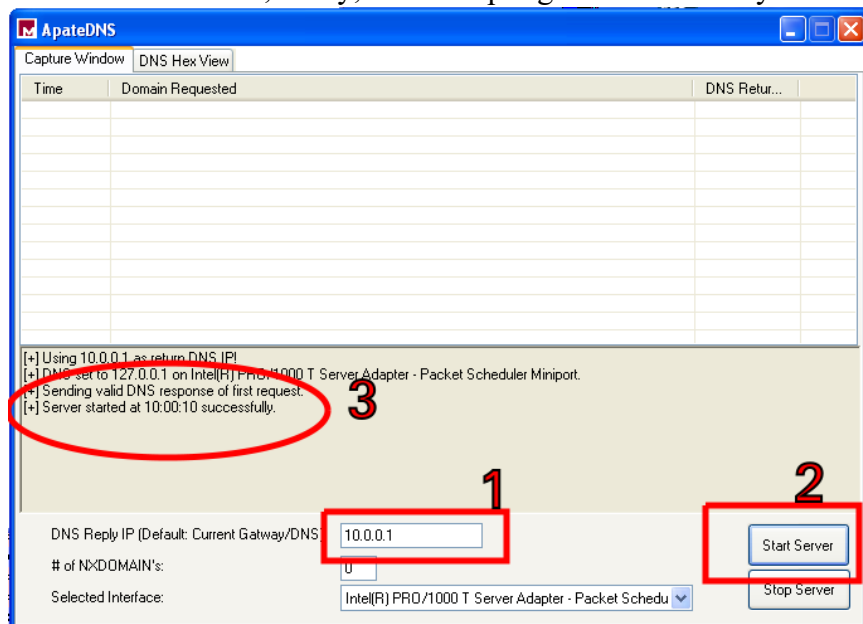 ApateDNS
Capture Window DNS Hex View
Time Domain Requested DNS Retur...
[+] Using 10.0.0.1 as return DNS IP!
[+] DNS set to 127.0.0.1 on Intel(R) PRO/1000 T Server Adapter - Packet Scheduler Miniport.
[+] Sending valid DNS response of first request.
[+] Server started at 10:00:10 successfully.
3
1
2
DNS Reply IP (Default: Current Gatway/DNS) 10.0.0.1
Start Server
# of NXDOMAIN's: 0
Selected Interface: Intel(R) PRO/1000 T Server Adapter - Packet Schedu
Stop Server